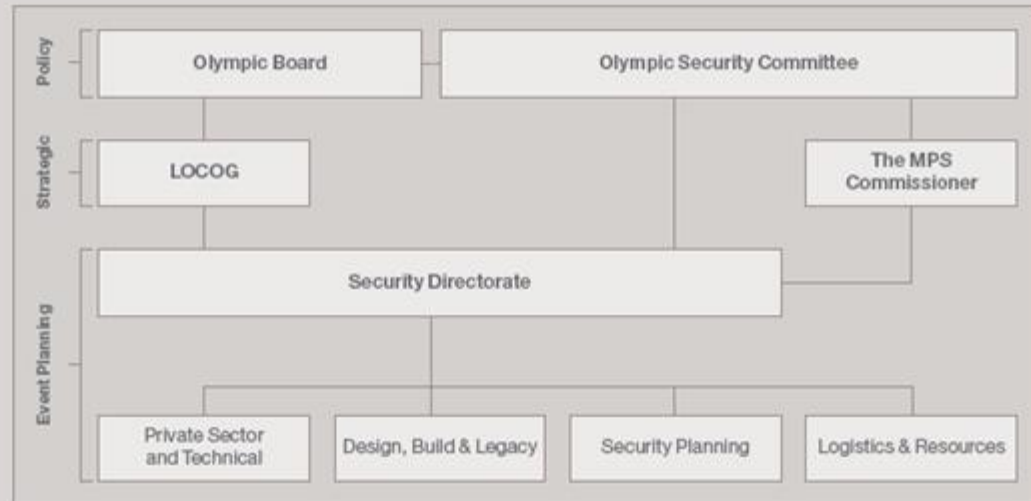 Policy
Olympic Board
Olympic Security Committee
Strategic
LOCOG
The MPS
Commissioner
Event Planning
Security Directorate
Private Sector
and Technical
Design, Build & Legacy
Security Planning
Logistics & Resources